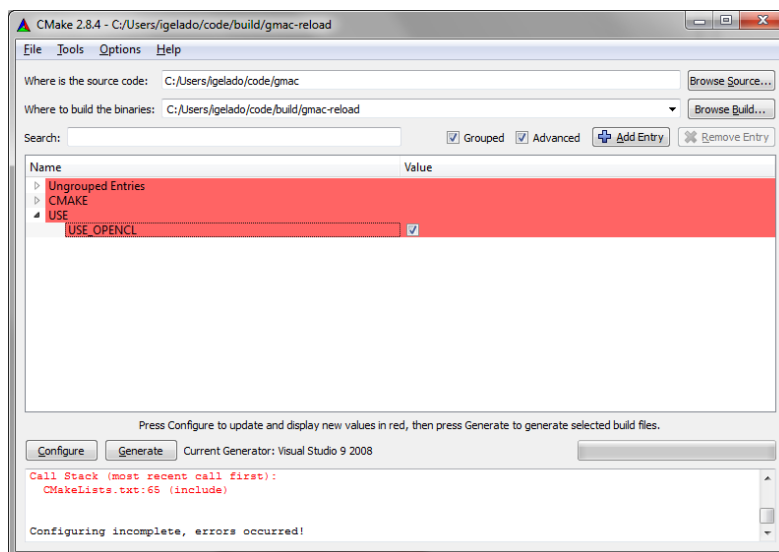 CMake 2.8.4 - C:/Users/igelado/code/build/gmac-reload
File Tools Options Help
Where is the source code: C:/Users/igelado/code/gmac Browse Source...
Where to build the binaries: C:/Users/igelado/code/build/gmac-reload Browse Build...
Search: Grouped Advanced Add Entry Remove Entry
Name Value
Ungrouped Entries
CMAKE
USE
USE_OPENCL
Press Configure to update and display new values in red, then press Generate to generate selected build files.
Configure Generate Current Generator: Visual Studio 9 2008
Call Stack (most recent call first):
CMakeLists.txt:65 (include)
Configuring incomplete, errors occurred!